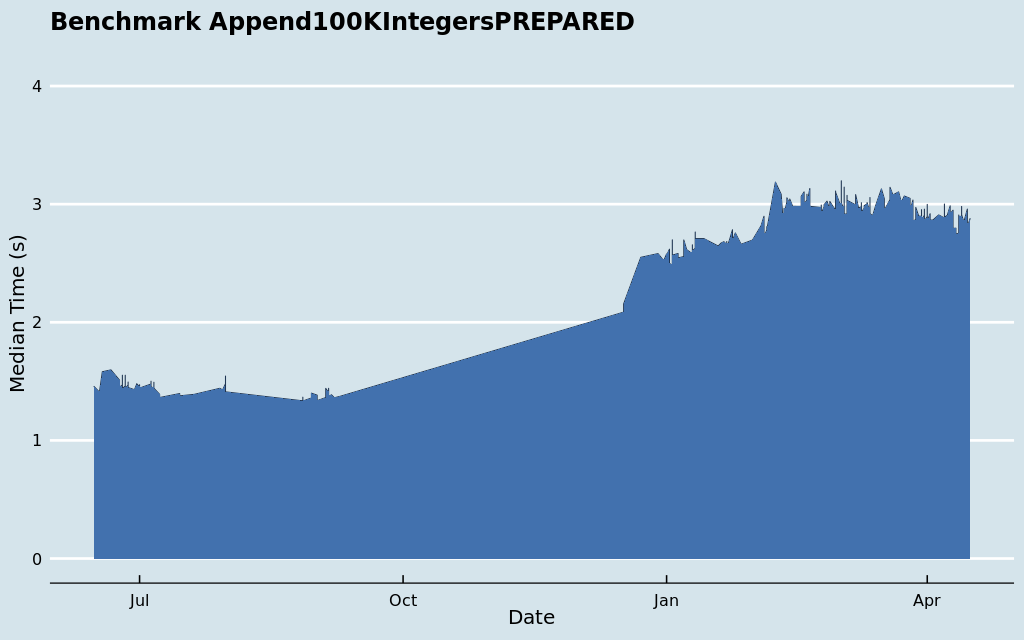 Benchmark Append100KIntegersPREPARED
Median Time (s)
4
3
2
1
0
Jul Oct Jan Apr
Date